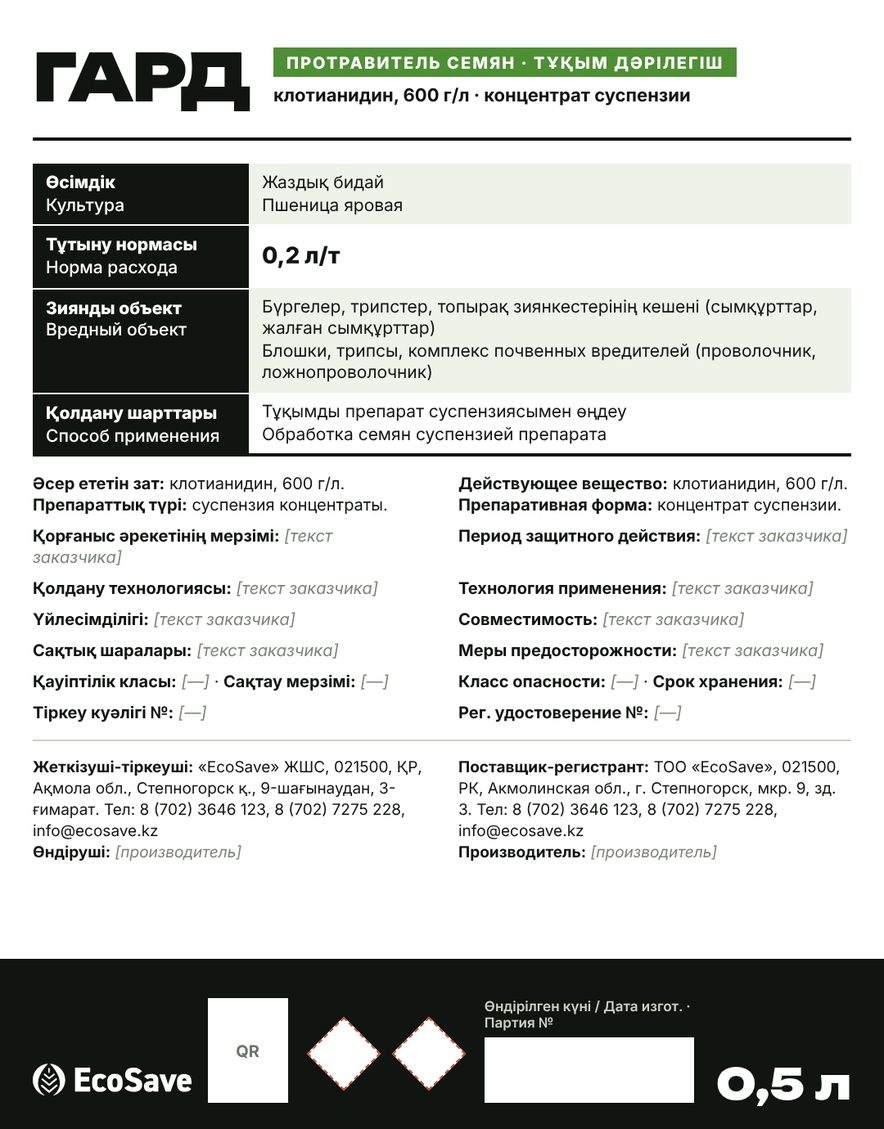 ГАРД
ПРОТРАВИТЕЛЬ СЕМЯН · ТҰҚЫМ ДӘРІЛЕГІШ
клотианидин, 600 г/л · концентрат суспензии
Өсімдік
Культура
Жаздық бидай
Пшеница яровая
Тұтыну нормасы
Норма расхода
0,2 л/т
Зиянды объект
Вредный объект
Бүргелер, трипстер, топырақ зиянкестерінің кешені (сымқұрттар,
жалған сымқұрттар)
Блошки, трипсы, комплекс почвенных вредителей (проволочник,
ложнопроволочник)
Қолдану шарттары
Способ применения
Тұқымды препарат суспензиясымен өңдеу
Обработка семян суспензией препарата
Әсер ететін зат: клотианидин, 600 г/л.
Препараттық түрі: суспензия концентраты.
Қорғаныс әрекетінің мерзімі: [текст
заказчика]
Қолдану технологиясы: [текст заказчика]
Үйлесімділігі: [текст заказчика]
Сақтық шаралары: [текст заказчика]
Қауіптілік класы: [—] · Сақтау мерзімі: [—]
Тіркеу куәлігі №: [—]
Действующее вещество: клотианидин, 600 г/л.
Препаративная форма: концентрат суспензии.
Период защитного действия: [текст заказчика]
Технология применения: [текст заказчика]
Совместимость: [текст заказчика]
Меры предосторожности: [текст заказчика]
Класс опасности: [—] · Срок хранения: [—]
Рег. удостоверение №: [—]
Жеткізуші-тіркеуші: «EcoSave» ЖШС, 021500, ҚР,
Ақмола обл., Степногорск қ., 9-шағынаудан, 3-
ғимарат. Тел: 8 (702) 3646 123, 8 (702) 7275 228,
info@ecosave.kz
Өндіруші: [производитель]
Поставщик-регистрант: ТОО «EcoSave», 021500,
РК, Акмолинская обл., г. Степногорск, мкр. 9, зд.
3. Тел: 8 (702) 3646 123, 8 (702) 7275 228,
info@ecosave.kz
Производитель: [производитель]
EcoSave
QR
Өндірілген күні / Дата изгот. ·
Партия №
0,5 л